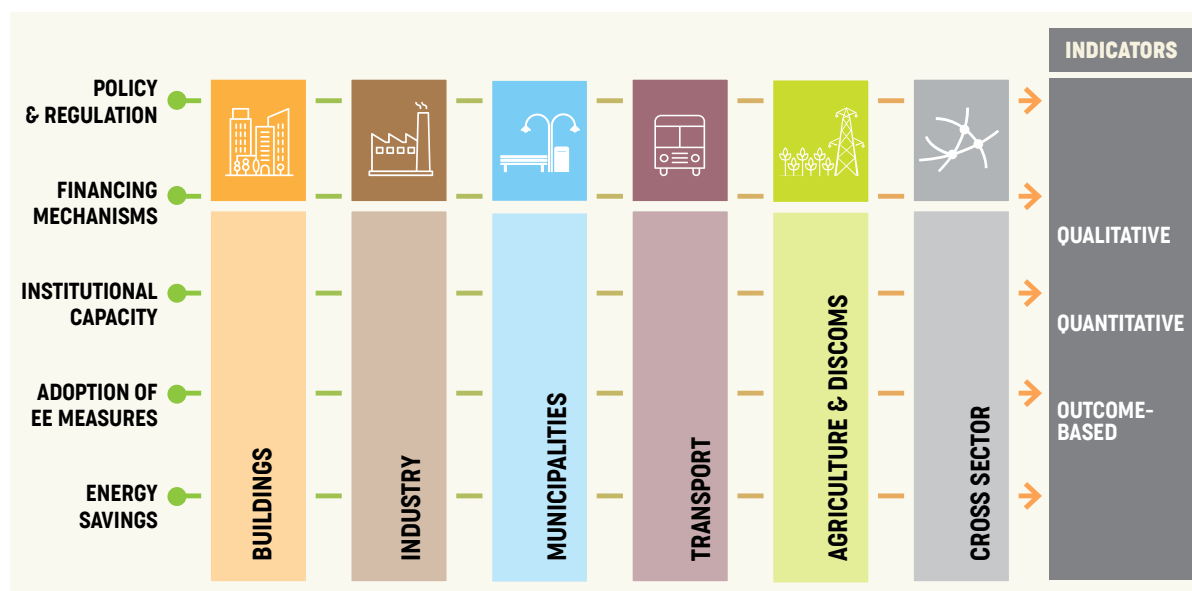 INDICATORS
POLICY
& REGULATION
FINANCING
MECHANISMS
INSTITUTIONAL
CAPACITY
ADOPTION OF
EE MEASURES
ENERGY
SAVINGS
BUILDINGS
INDUSTRY
MUNICIPALITIES
TRANSPORT
AGRICULTURE & DISCOMS
CROSS SECTOR
QUALITATIVE
QUANTITATIVE
OUTCOME-
BASED